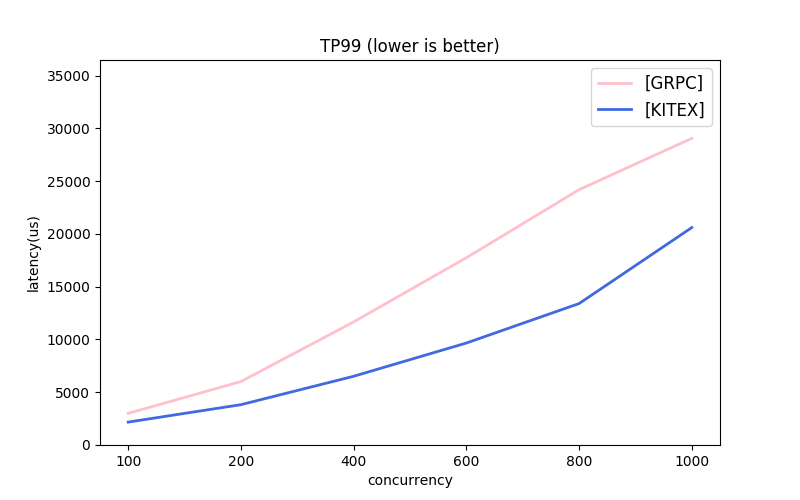 TP99 (lower is better)
[GRPC]
[KITEX]
35000
30000
25000
20000
15000
10000
5000
0
latency(us)
100 200 400 600 800 1000
concurrency